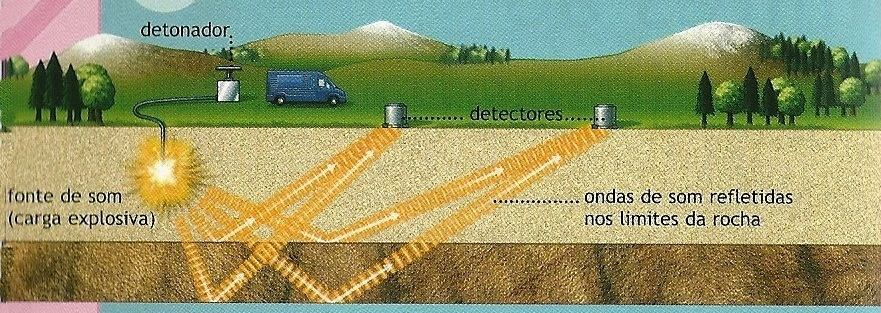 detonador
detectores
fonte de som
(carga explosiva)
ondas de som refletidas
nos limites da rocha